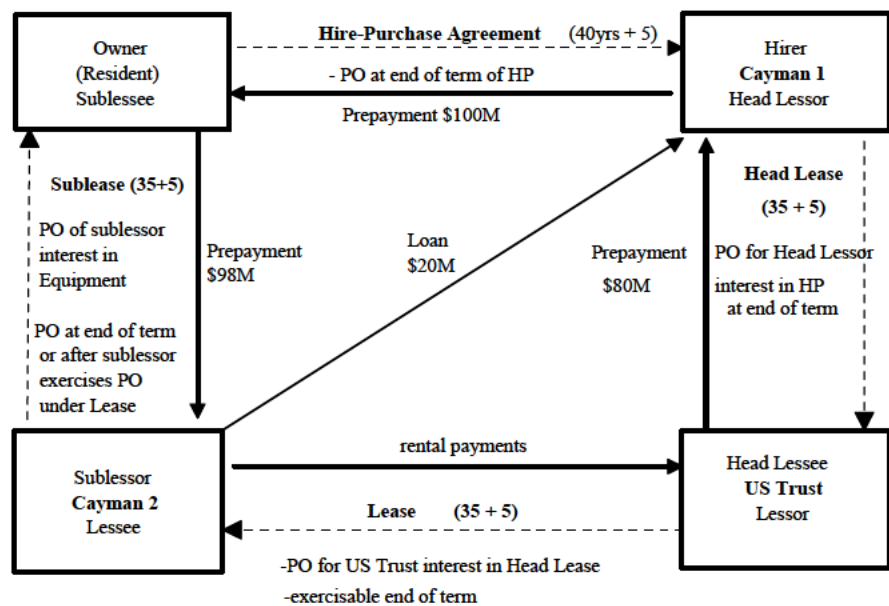 Owner
(Resident)
Sublessee
Hire-Purchase Agreement (40yrs + 5)
- PO at end of term of HP
Prepayment $100M
Hirer
Cayman 1
Head Lessor
Sublease (35+5)
PO of sublessor
interest in
Equipment
PO at end of term
or after sublessor
exercises PO
under Lease
Prepayment
$98M
Loan
$20M
Prepayment
$80M
Head Lease
(35 + 5)
PO for Head Lessor
interest in HP
at end of term
Sublessor
Cayman 2
Lessee
rental payments
Lease (35 + 5)
-PO for US Trust interest in Head Lease
-exercisable end of term
Head Lessee
US Trust
Lessor